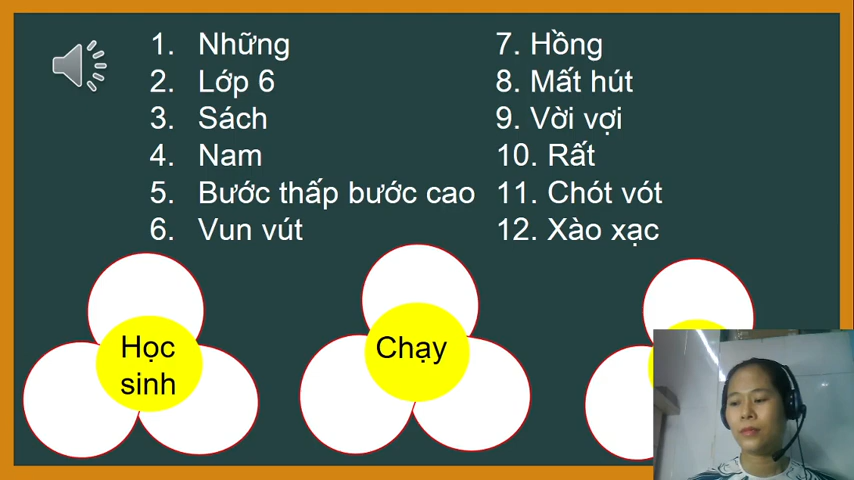 1. Những
2. Lớp 6
3. Sách
4. Nam
5. Bước thấp bước cao
6. Vun vút
7. Hồng
8. Mất hút
9. Vời vợi
10. Rất
11. Chót vót
12. Xào xạc
Học
sinh
Chạy